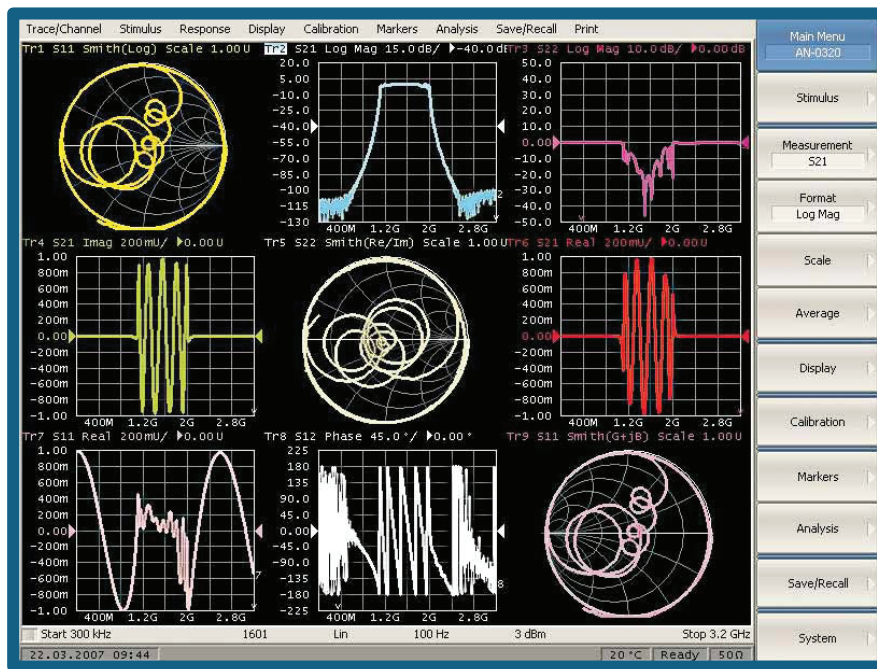 Trace/Channel Stimulus Response Display Calibration Markers Analysis Save/Recall Print
Main Menu
AN-0320
Stimulus
Measurement
S21
Format
Log Mag
Scale
Average
Display
Calibration
Markers
Analysis
Save/Recall
System
Tr1 S11 Smith(Log) Scale 1.00U
Tr2 S21 Log Mag 15.0dB/ ▶-40.0d
20.00
5.00
-10.0
-25.0
-40.0
-55.0
-70.0
-85.0
-100
-115
-130
400M 1.2G 2G 2.8G
2
Tr3 S22 Log Mag 10.0dB/ ▶0.00dB
50.0
40.0
30.0
20.0
10.0
0.00
-10.0
-20.0
-30.0
-40.0
-50.0
400M 1.2G 2G 2.8G
Tr4 S21 Imag 200mU/ ▶0.00U
1.00
800m
600m
400m
200m
0.00
-200m
-400m
-600m
-800m
-1.00
400M 1.2G 2G 2.8G
Tr5 S22 Smith(Re/Im) Scale 1.00U
Tr6 S21 Real 200mU/ ▶0.00U
1.00
800m
600m
400m
200m
0.00
-200m
-400m
-600m
-800m
-1.00
400M 1.2G 2G 2.8G
Tr7 S11 Real 200mU/ ▶0.00U
1.00
800m
600m
400m
200m
0.00
-200m
-400m
-600m
-800m
-1.00
400M 1.2G 2G 2.8G
7
Tr8 S12 Phase 45.0°/ ▶0.00°
225
180
135
90.0
45.0
0.00
-45.0
-90.0
-135
-180
-225
400M 1.2G 2G 2.8G
8
Tr9 S11 Smith(G+jB) Scale 1.00U
Start 300 kHz 1601 Lin 100 Hz 3 dBm Stop 3.2 GHz
22.03.2007 09:44 20 °C Ready 50Ω